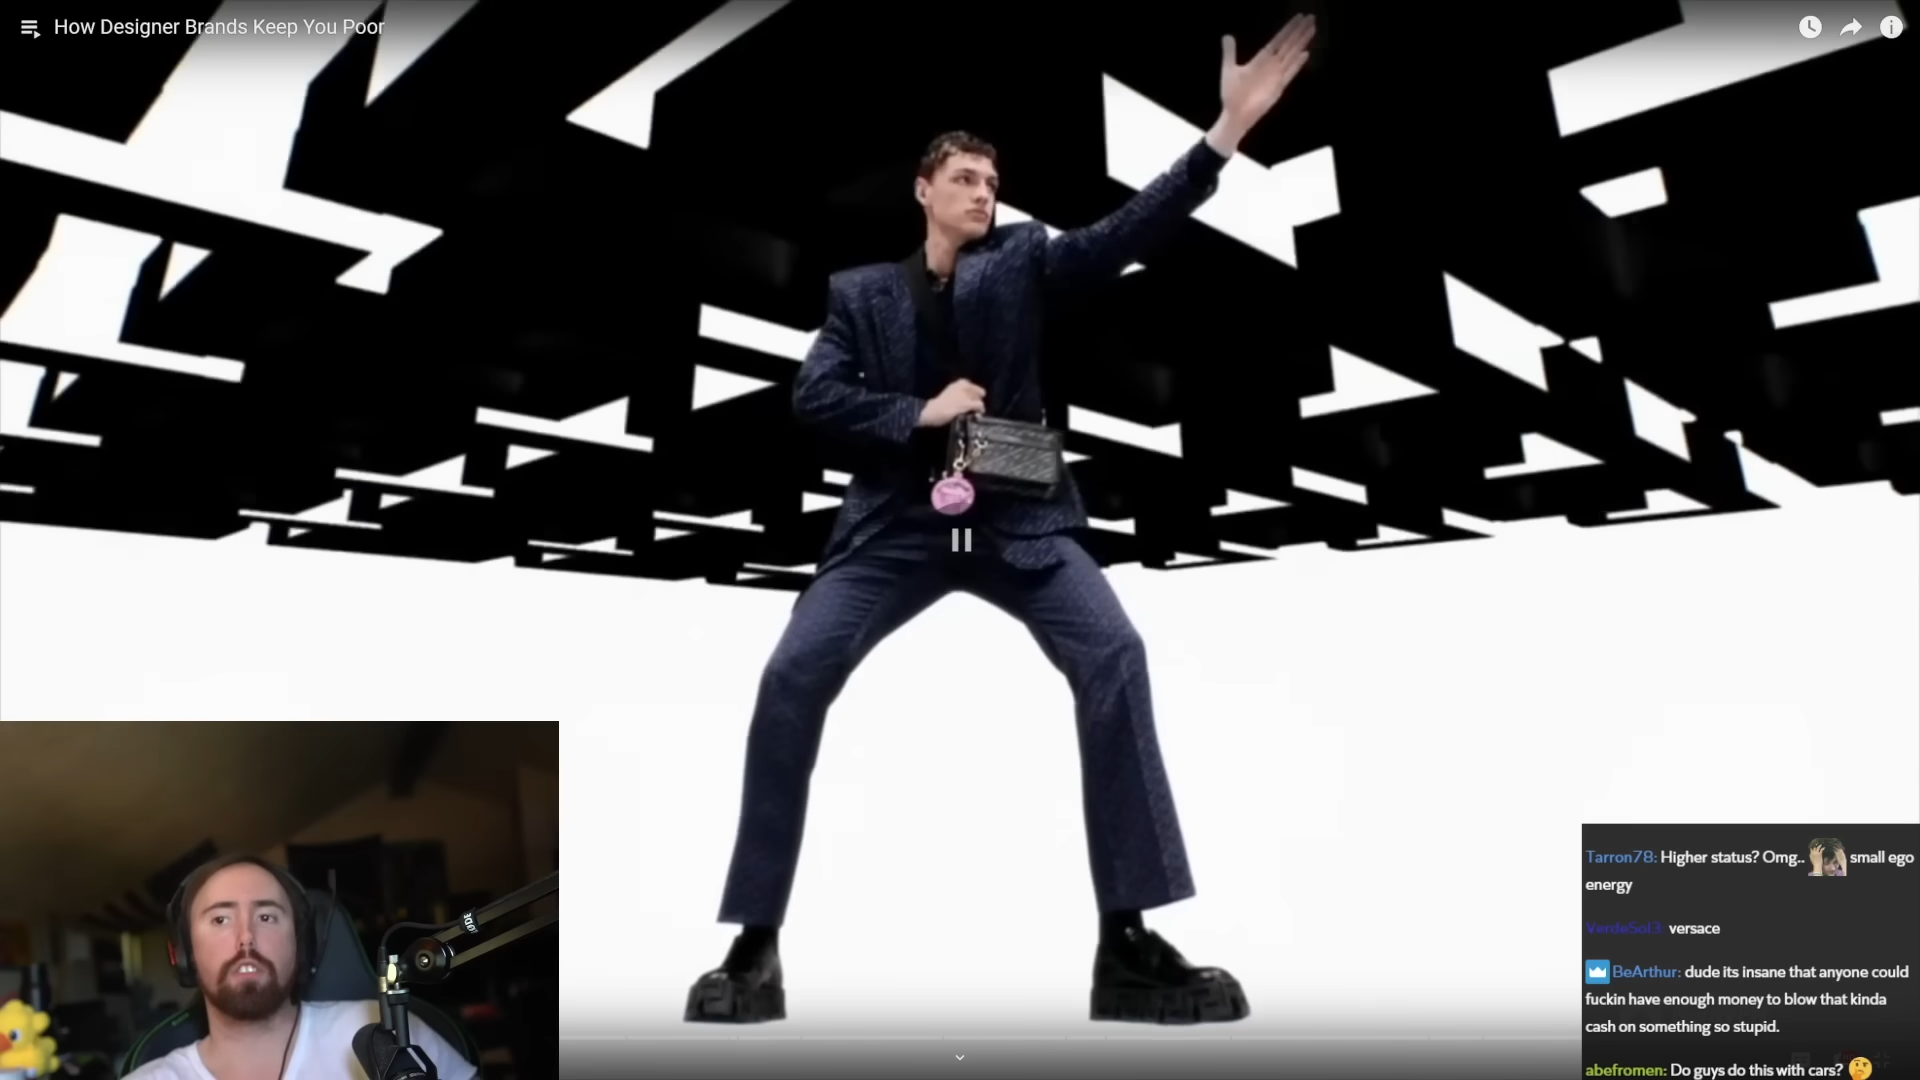 How Designer Brands Keep You Poor
Tarron78: Higher status? Omg.. small ego
energy
VerdeSol3: versace
BeArthur: dude its insane that anyone could
fuckin have enough money to blow that kinda
cash on something so stupid.
abefromen: Do guys do this with cars? 🤔